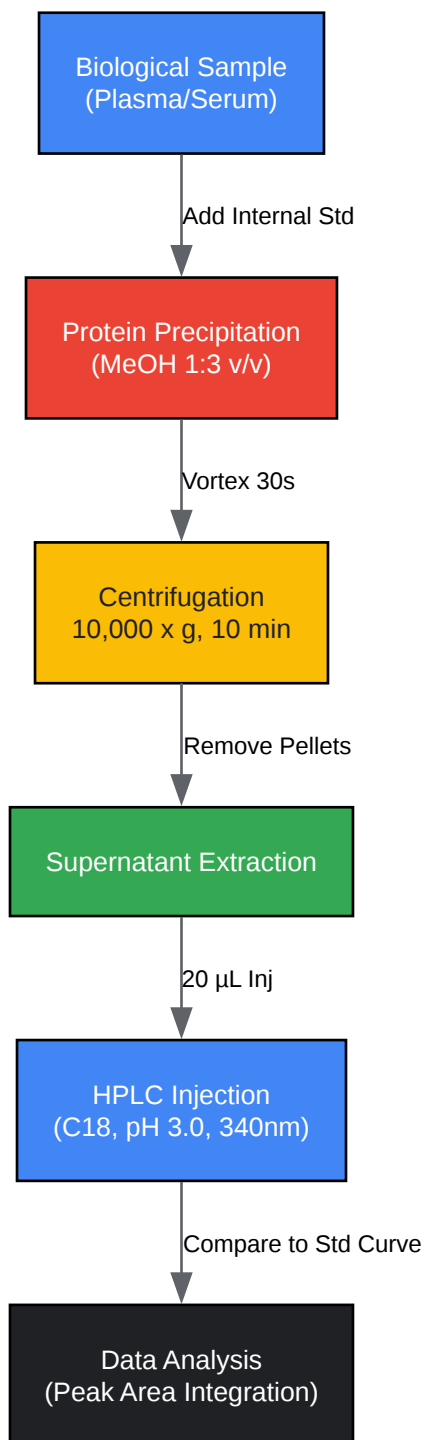 Biological Sample
(Plasma/Serum)
Add Internal Std
Protein Precipitation
(MeOH 1:3 v/v)
Vortex 30s
Centrifugation
10,000 x g, 10 min
Remove Pellets
Supernatant Extraction
20 µL Inj
HPLC Injection
(C18, pH 3.0, 340nm)
Compare to Std Curve
Data Analysis
(Peak Area Integration)